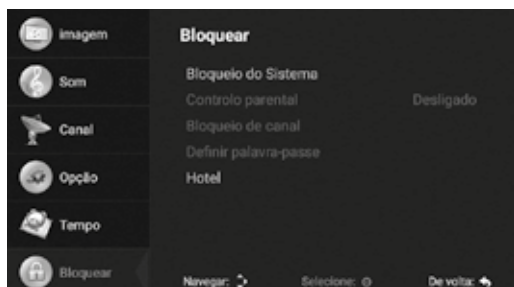 imagem
Som
Canal
Opção
Tempo
Bloquear
Bloquear
Bloqueio do Sistema
Controlo parental Desligado
Bloqueio de canal
Definir palavra-passe
Hotel
Navegar: Selecione: De volta: